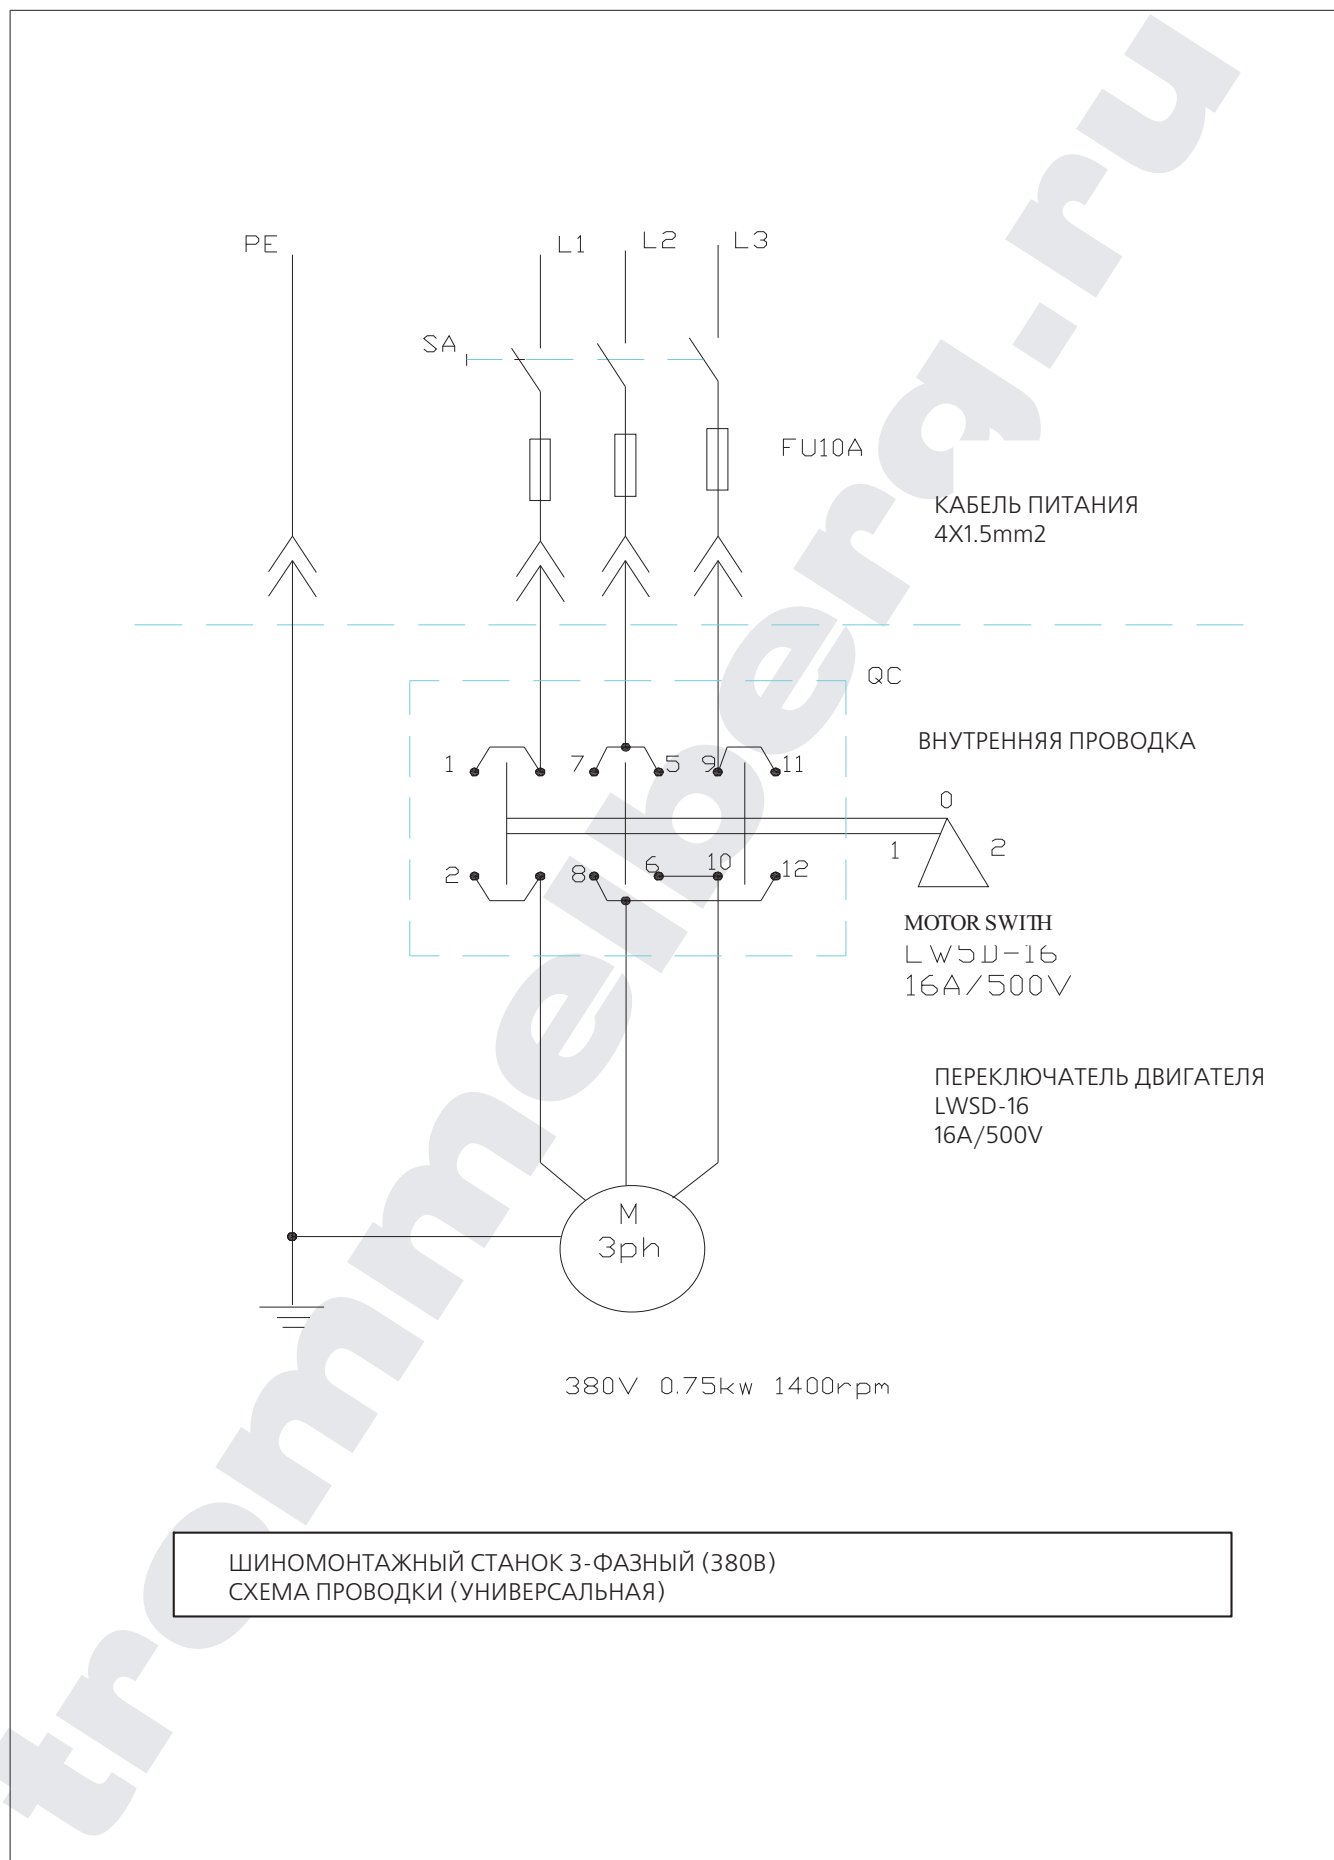 PE
L1
L2
L3
SA
FU10A
КАБЕЛЬ ПИТАНИЯ
4X1.5mm2
QC
ВНУТРЕННЯЯ ПРОВОДКА
1
7
5
9
11
0
1
2
2
8
6
10
12
MOTOR SWITH
LW5D-16
16A/500V
ПЕРЕКЛЮЧАТЕЛЬ ДВИГАТЕЛЯ
LWSD-16
16A/500V
M
3ph
380V 0.75kw 1400rpm
ШИНОМОНТАЖНЫЙ СТАНОК 3-ФАЗНЫЙ (380В)
СХЕМА ПРОВОДКИ (УНИВЕРСАЛЬНАЯ)
trommelberg.ru